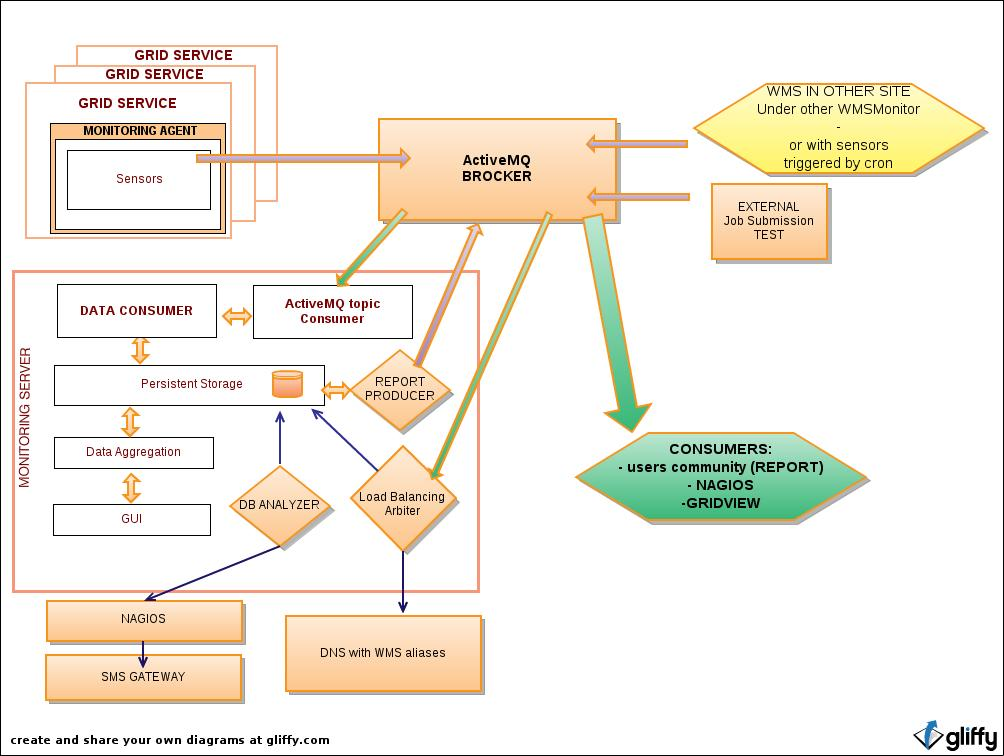 GRID SERVICE
GRID SERVICE
GRID SERVICE
MONITORING AGENT
Sensors
ActiveMQ
BROCKER
WMS IN OTHER SITE
Under other WMSMonitor
-
or with sensors
triggered by cron
EXTERNAL
Job Submission
TEST
MONITORING SERVER
DATA CONSUMER
ActiveMQ topic
Consumer
Persistent Storage
REPORT
PRODUCER
Data Aggregation
GUI
DB ANALYZER
Load Balancing
Arbiter
CONSUMERS:
- users community (REPORT)
- NAGIOS
-GRIDVIEW
NAGIOS
SMS GATEWAY
DNS with WMS aliases
create and share your own diagrams at gliffy.com
gliffy